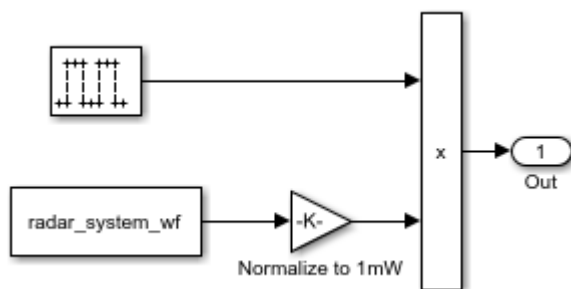 x
1
Out
radar_system_wf
-K-
Normalize to 1mW